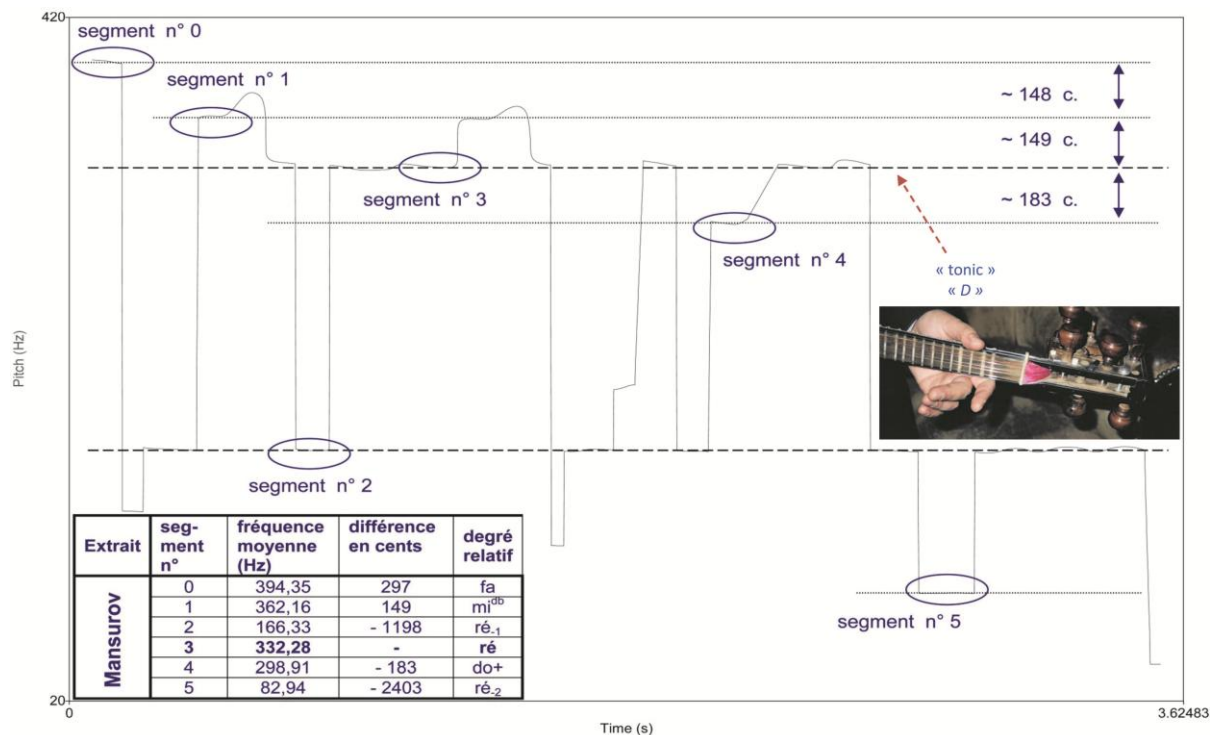 420
segment n° 0
segment n° 1
~ 148 c.
~ 149 c.
segment n° 3
~ 183 c.
segment n° 4
« tonic »
« D »
Pitch (Hz)
segment n° 2
Extrait
seg-
ment
n°
fréquence
moyenne
(Hz)
différence
en cents
degré
relatif
Mansurov
0 394,35 297 fa
1 362,16 149 mi db
2 166,33 - 1198 ré-1
3 332,28 - ré
4 298,91 - 183 do+
5 82,94 - 2403 ré-2
segment n° 5
20
0
Time (s)
3.62483